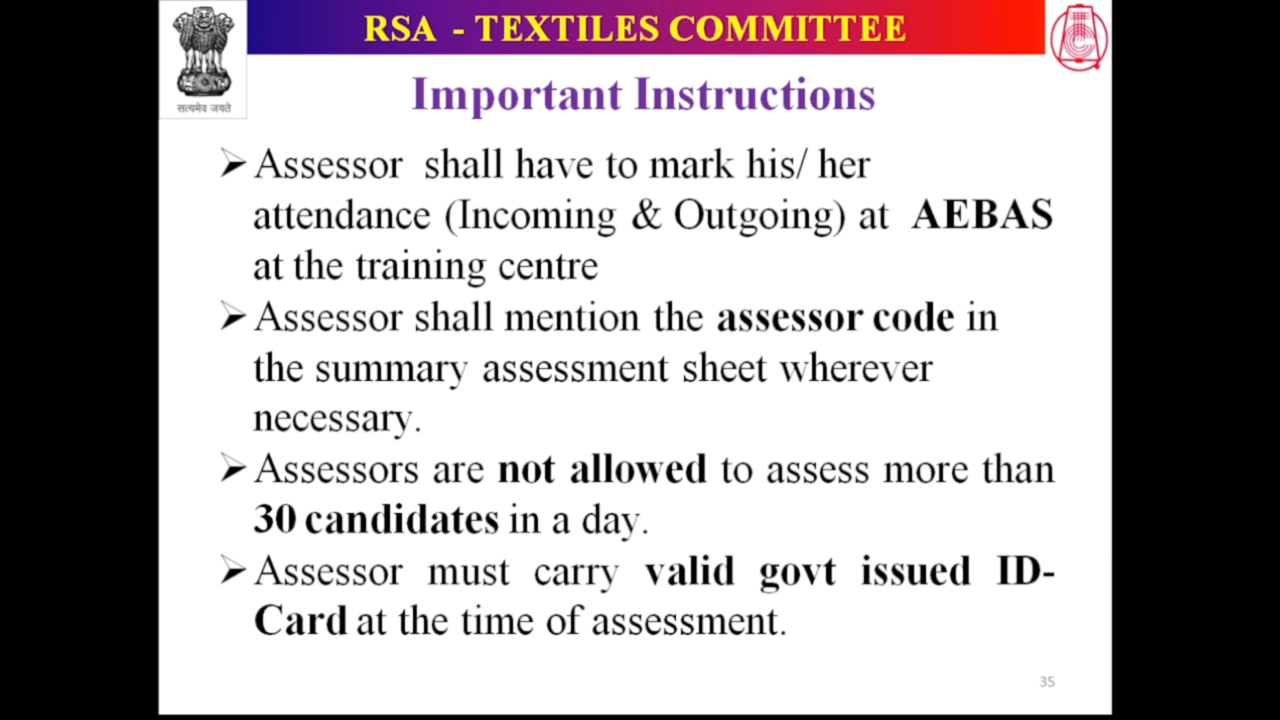 RSA - TEXTILES COMMITTEE
सत्यमेव जयते
Important Instructions
➢Assessor shall have to mark his/ her
attendance (Incoming & Outgoing) at AEBAS
at the training centre
➢Assessor shall mention the assessor code in
the summary assessment sheet wherever
necessary.
➢Assessors are not allowed to assess more than
30 candidates in a day.
➢Assessor must carry valid govt issued ID-
Card at the time of assessment.
35